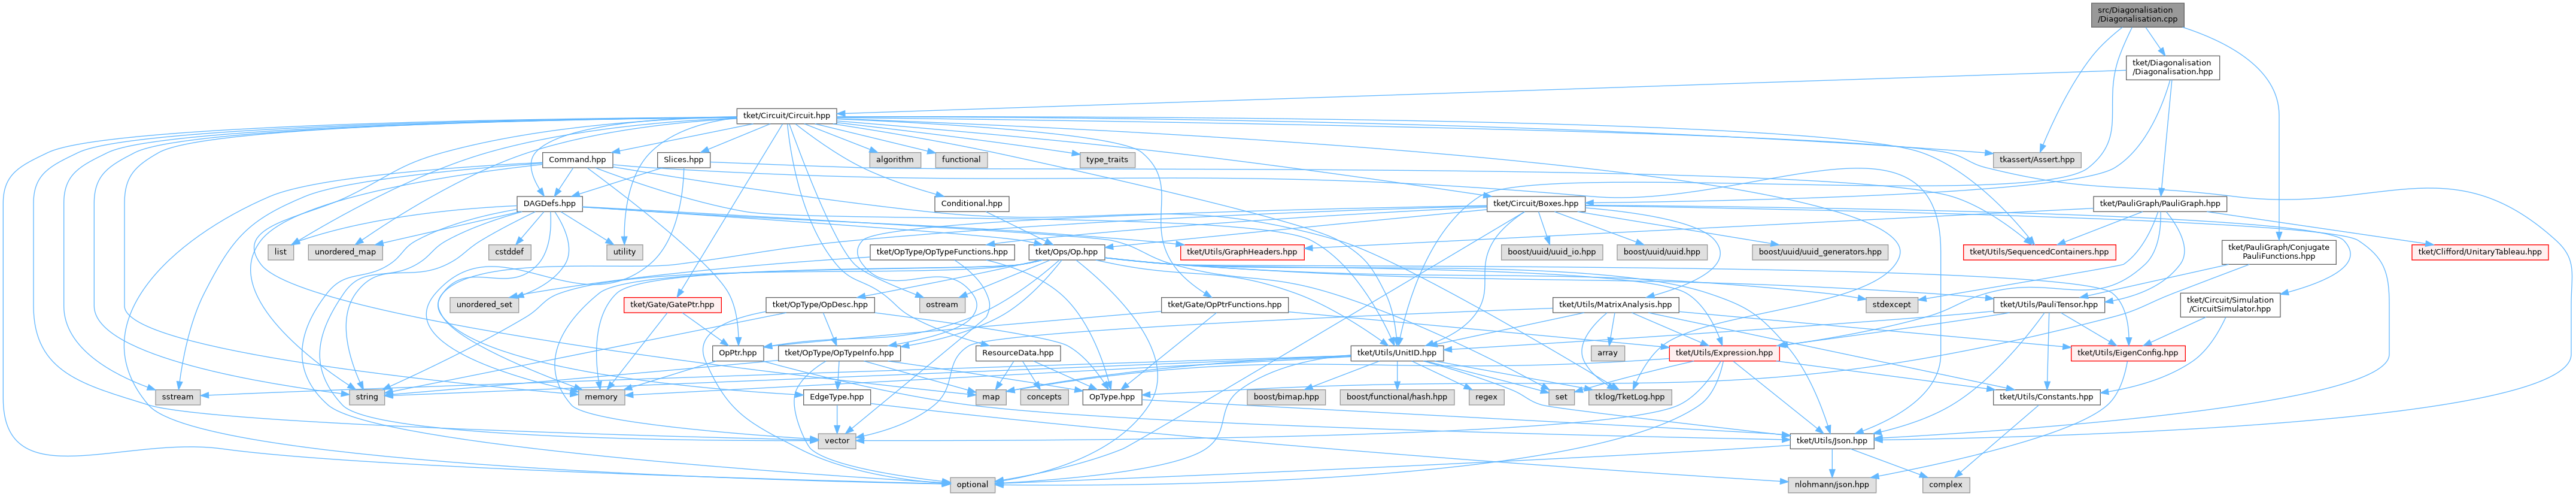 src/Diagonalisation
/Diagonalisation.cpp
tket/Diagonalisation
/Diagonalisation.hpp
tket/Circuit/Circuit.hpp
Command.hpp
Slices.hpp
algorithm
functional
type_traits
tkassert/Assert.hpp
DAGDefs.hpp
Conditional.hpp
tket/Circuit/Boxes.hpp
tket/PauliGraph/PauliGraph.hpp
list
unordered_map
cstddef
utility
tket/OpType/OpTypeFunctions.hpp
tket/Ops/Op.hpp
tket/Utils/GraphHeaders.hpp
boost/uuid/uuid_io.hpp
boost/uuid/uuid.hpp
boost/uuid/uuid_generators.hpp
tket/Utils/SequencedContainers.hpp
tket/PauliGraph/Conjugate
PauliFunctions.hpp
tket/Clifford/UnitaryTableau.hpp
unordered_set
tket/Gate/GatePtr.hpp
tket/OpType/OpDesc.hpp
ostream
tket/Gate/OpPtrFunctions.hpp
tket/Utils/MatrixAnalysis.hpp
stdexcept
tket/Utils/PauliTensor.hpp
tket/Circuit/Simulation
/CircuitSimulator.hpp
OpPtr.hpp
tket/OpType/OpTypeInfo.hpp
ResourceData.hpp
tket/Utils/UnitID.hpp
array
tket/Utils/Expression.hpp
tket/Utils/EigenConfig.hpp
sstream
string
memory
EdgeType.hpp
map
concepts
OpType.hpp
boost/bimap.hpp
boost/functional/hash.hpp
regex
set
tklog/TketLog.hpp
tket/Utils/Constants.hpp
vector
tket/Utils/Json.hpp
optional
nlohmann/json.hpp
complex